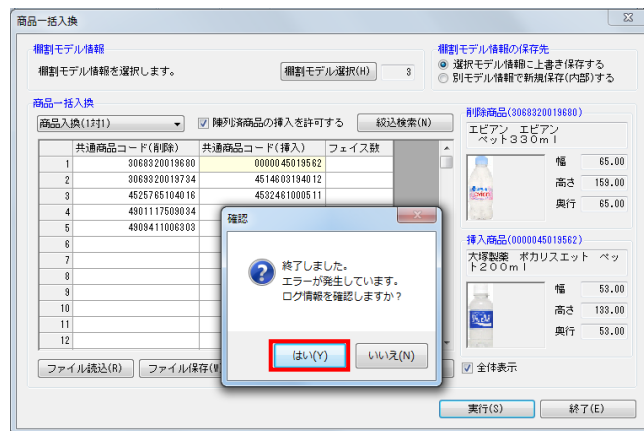 商品一括入換
棚割モデル情報
棚割モデル情報を選択します。
棚割モデル選択(H)
3
棚割モデル情報の保存先
選択モデル情報に上書き保存する
別モデル情報で新規保存(内部)する
商品一括入換
商品入換(1対1)
陳列済商品の挿入を許可する
絞込検索(N)
共通商品コード(削除) 共通商品コード(挿入) フェイス数
1 3068320019680 0000045019562
2 3068320019734 4514603194012
3 4525765104016 4532461000511
4 4901117509034
5 4909411006303
6
7
8
9
10
11
12
ファイル読込(R)
ファイル保存(W
削除商品(3068320019680)
エビアン エビアン
ペット330ml
幅 65.00
高さ 159.00
奥行 65.00
挿入商品(0000045019562)
大塚製薬 ポカリスエット ペッ
ト200ml
幅 53.00
高さ 133.00
奥行 53.00
全体表示
実行(S)
終了(E)
確認
終了しました。
エラーが発生しています。
ログ情報を確認しますか?
はい(Y)
いいえ(N)